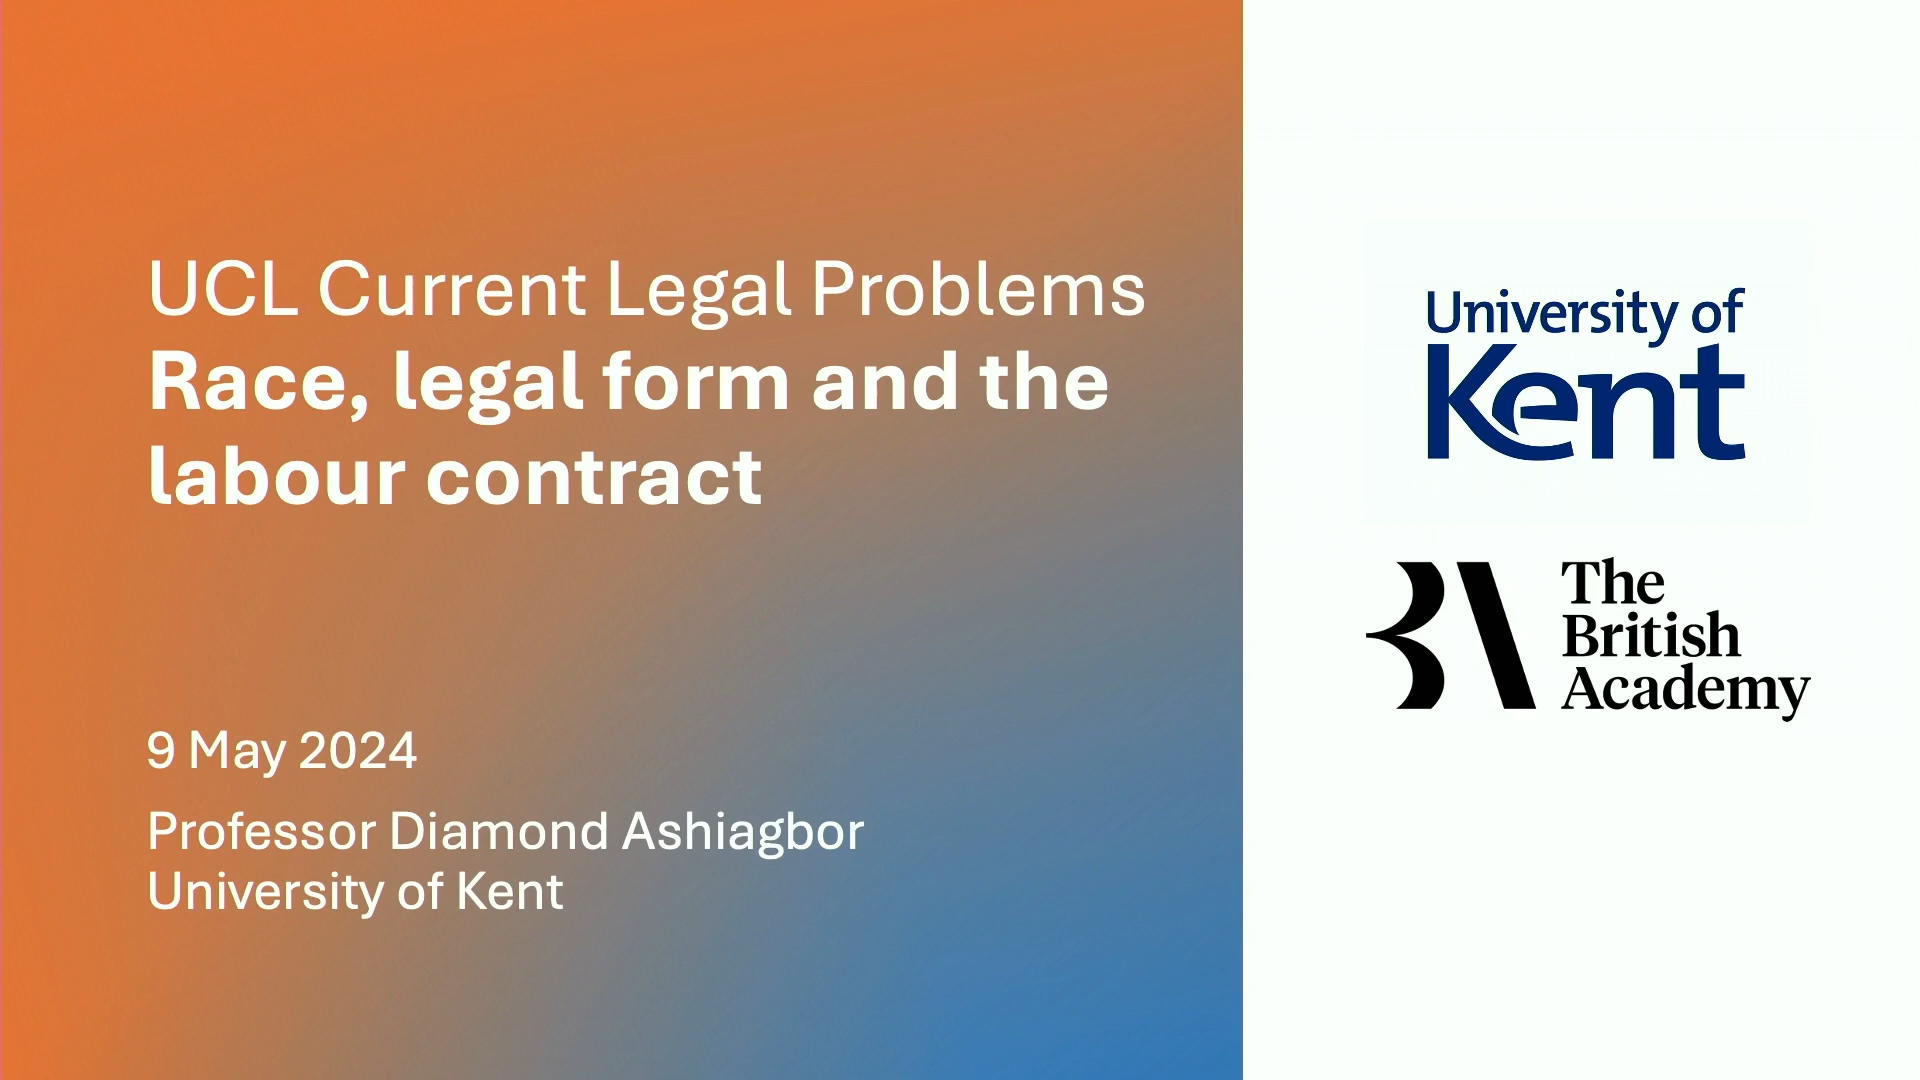 UCL Current Legal Problems
Race, legal form and the
labour contract
9 May 2024
Professor Diamond Ashiagbor
University of Kent
University of
Kent
BA
The
British
Academy